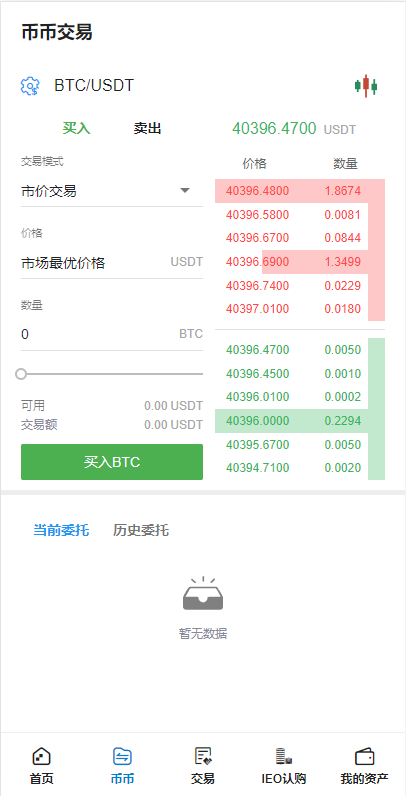 币币交易
BTC/USDT
买入 卖出
40396.4700 USDT
交易模式
市价交易
价格
市场最优价格 USDT
数量
0 BTC
可用 0.00 USDT
交易额 0.00 USDT
买入BTC
价格 数量
40396.4800 1.8674
40396.5800 0.0081
40396.6700 0.0844
40396.6900 1.3499
40396.7400 0.0229
40397.0100 0.0180
40396.4700 0.0050
40396.4500 0.0010
40396.0100 0.0002
40396.0000 0.2294
40395.6700 0.0050
40394.7100 0.0020
当前委托 历史委托
暂无数据
首页 币币 交易 IEO认购 我的资产